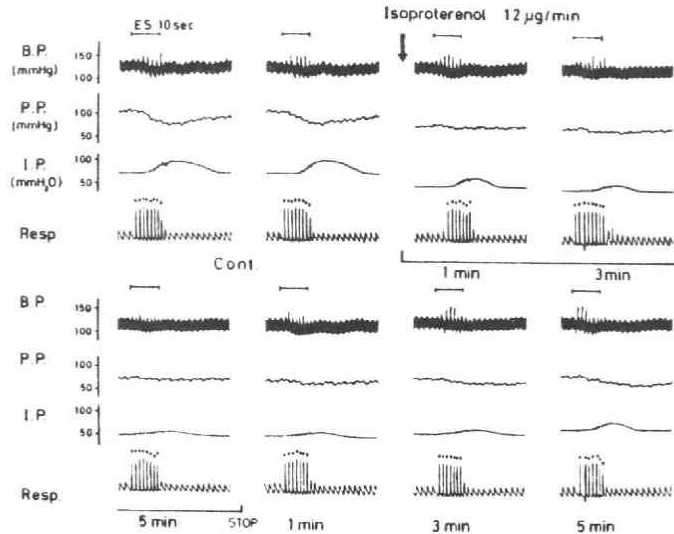 Isoproterenol 12 µg/min
ES 10 sec
B.P.
(mmHg)
150
100
P.P.
(mmHg)
100
50
I.P.
(mmH₂O)
100
50
Resp.
Cont.
1 min
3 min
B.P.
150
100
P.P.
100
50
I.P.
100
50
Resp.
5 min
STOP
1 min
3 min
5 min